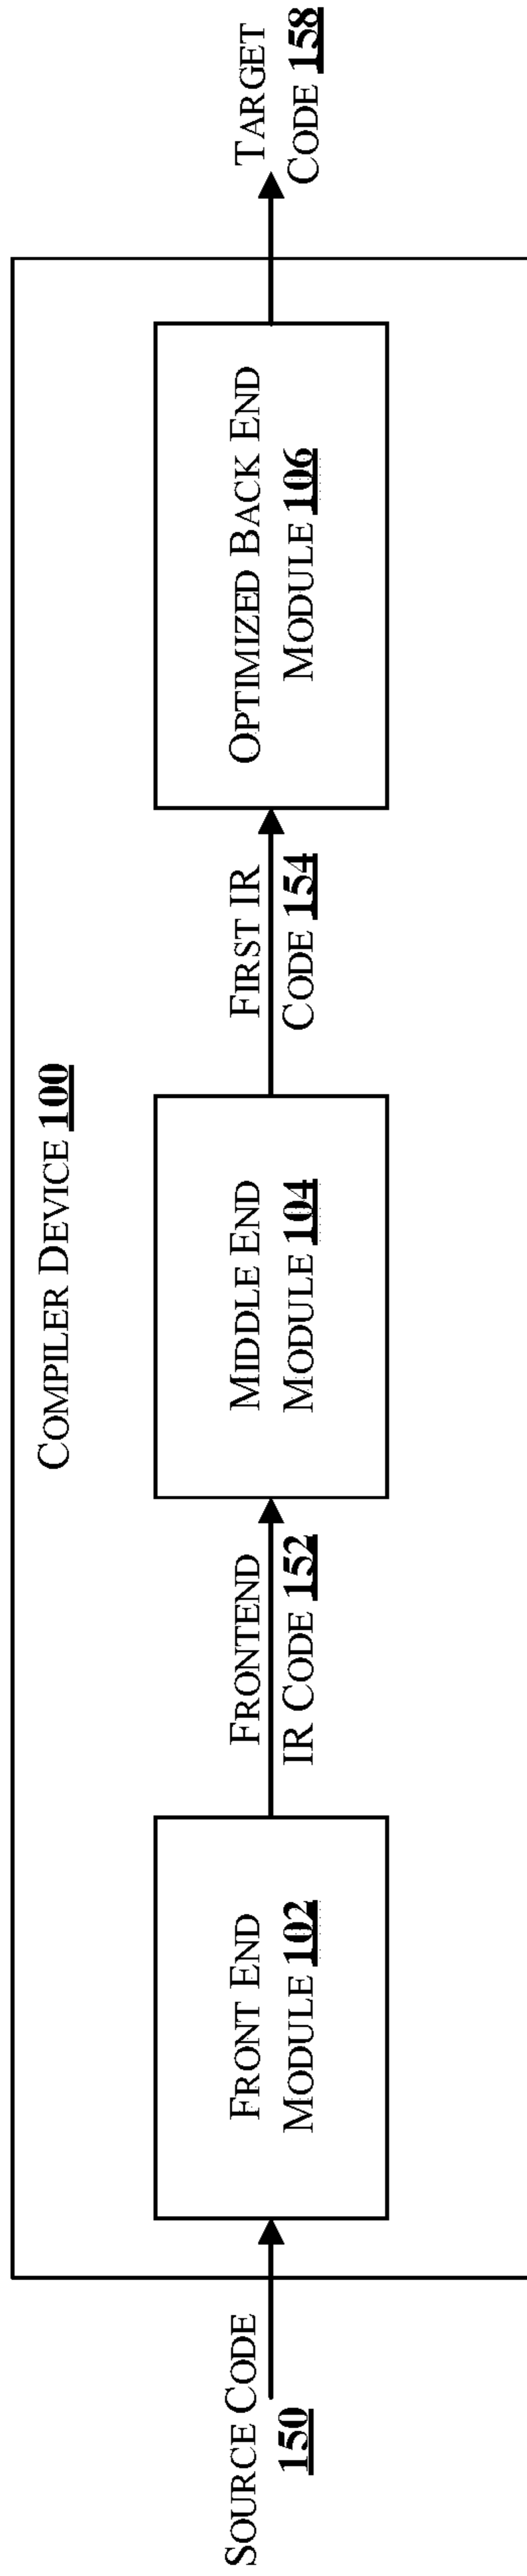 COMPILER DEVICE 100
SOURCE CODE
150
FRONT END
MODULE 102
FRONTEND
IR CODE 152
MIDDLE END
MODULE 104
FIRST IR
CODE 154
OPTIMIZED BACK END
MODULE 106
TARGET
CODE 158